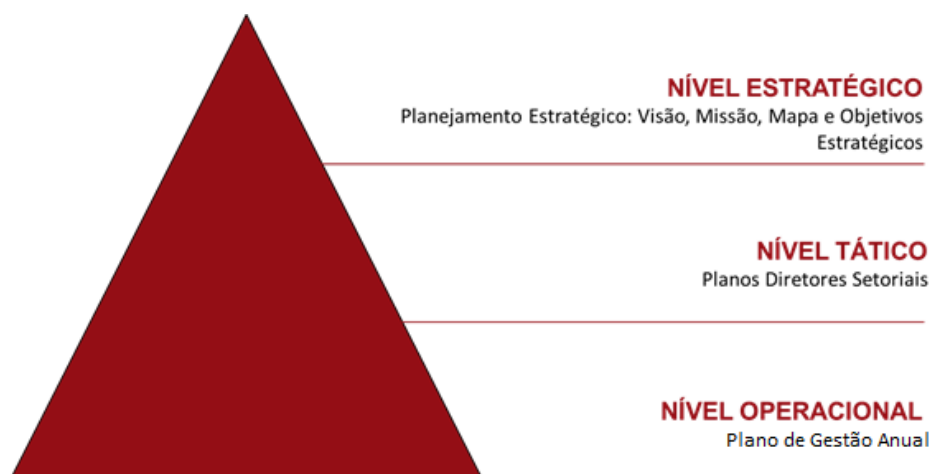 NÍVEL ESTRATÉGICO
Planejamento Estratégico: Visão, Missão, Mapa e Objetivos
Estratégicos
NÍVEL TÁTICO
Planos Diretores Setoriais
NÍVEL OPERACIONAL
Plano de Gestão Anual